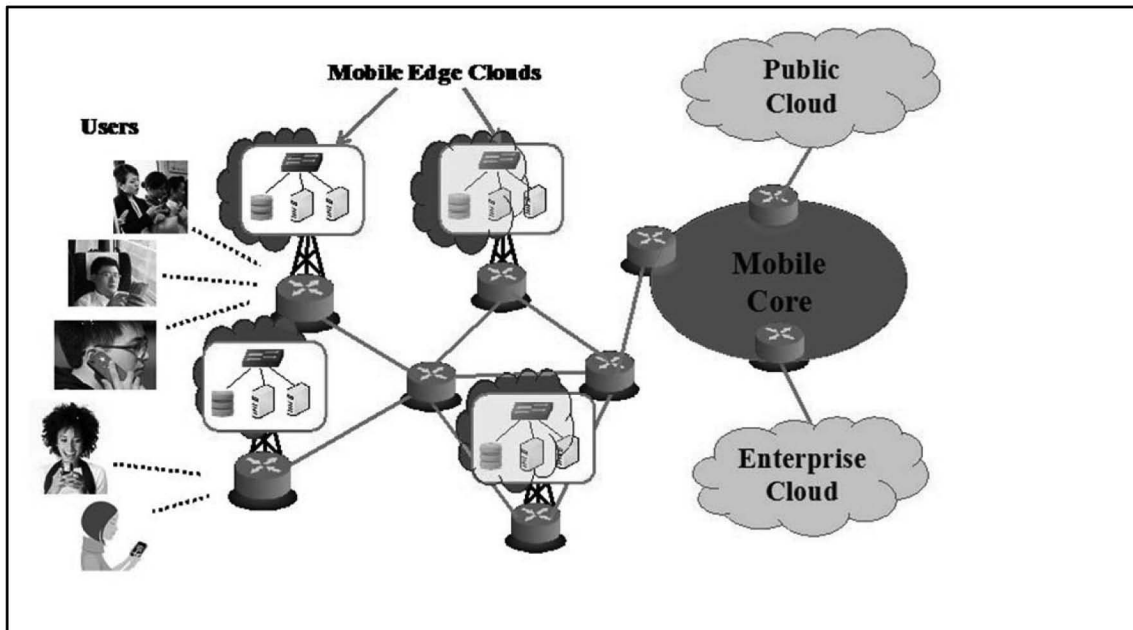 Mobile Edge Clouds
Users
Public
Cloud
Mobile
Core
Enterprise
Cloud